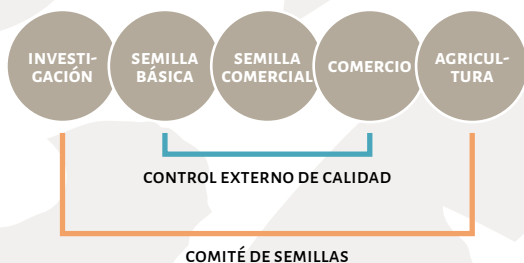 INVESTI-
GACIÓN
SEMILLA
BÁSICA
SEMILLA
COMERCIAL
COMERCIO
AGRICUL-
TURA
CONTROL EXTERNO DE CALIDAD
COMITÉ DE SEMILLAS